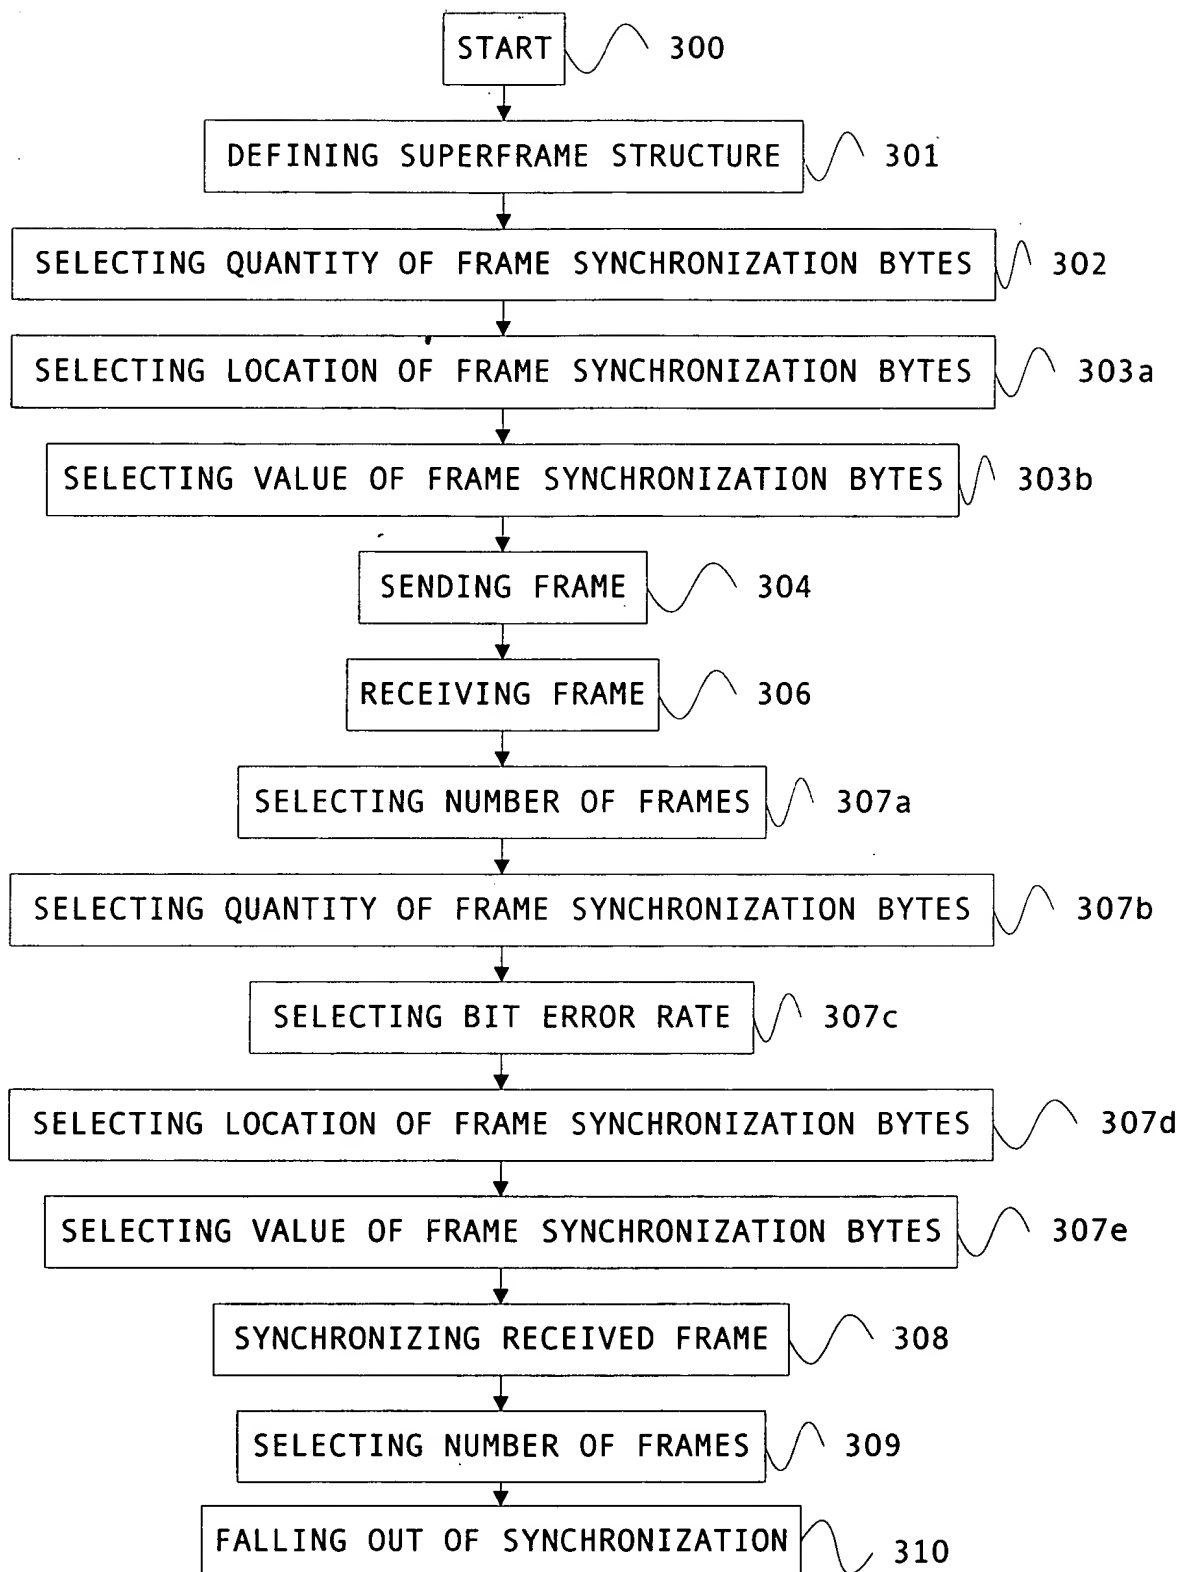 START 300
DEFINING SUPERFRAME STRUCTURE 301
SELECTING QUANTITY OF FRAME SYNCHRONIZATION BYTES 302
SELECTING LOCATION OF FRAME SYNCHRONIZATION BYTES 303a
SELECTING VALUE OF FRAME SYNCHRONIZATION BYTES 303b
SENDING FRAME 304
RECEIVING FRAME 306
SELECTING NUMBER OF FRAMES 307a
SELECTING QUANTITY OF FRAME SYNCHRONIZATION BYTES 307b
SELECTING BIT ERROR RATE 307c
SELECTING LOCATION OF FRAME SYNCHRONIZATION BYTES 307d
SELECTING VALUE OF FRAME SYNCHRONIZATION BYTES 307e
SYNCHRONIZING RECEIVED FRAME 308
SELECTING NUMBER OF FRAMES 309
FALLING OUT OF SYNCHRONIZATION 310